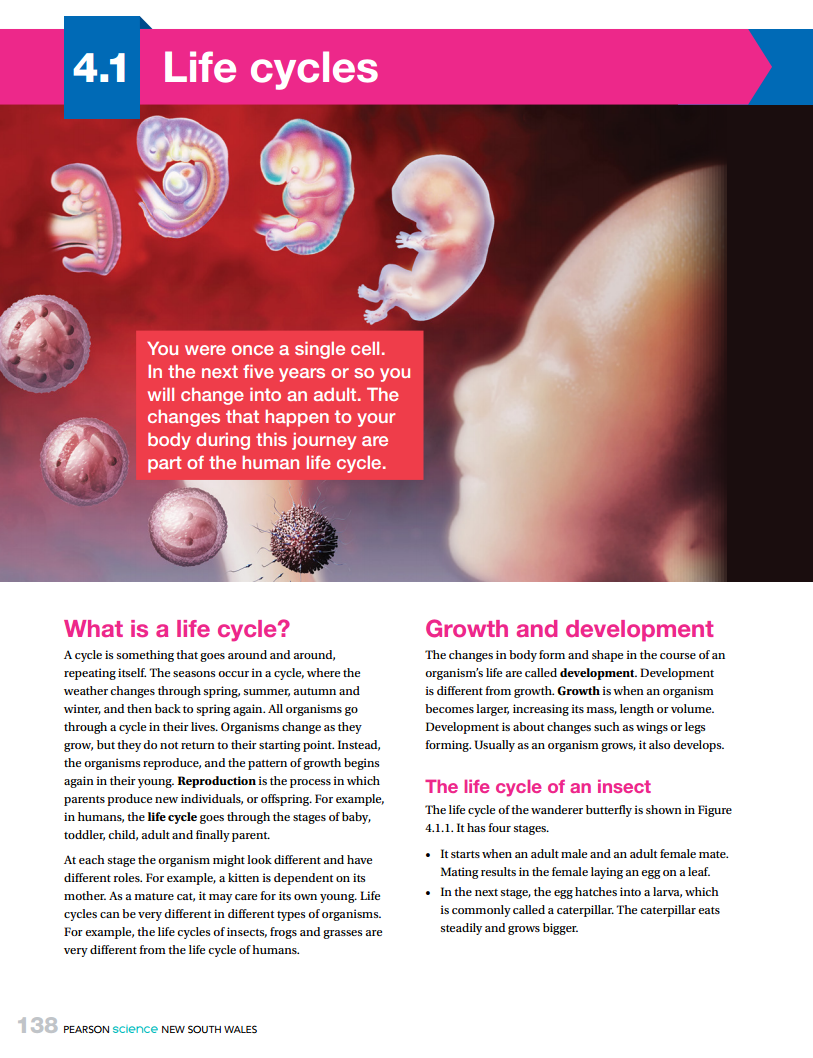 4.1 Life cycles
You were once a single cell.
In the next five years or so you
will change into an adult. The
changes that happen to your
body during this journey are
part of the human life cycle.
What is a life cycle?
A cycle is something that goes around and around,
repeating itself. The seasons occur in a cycle, where the
weather changes through spring, summer, autumn and
winter, and then back to spring again. All organisms go
through a cycle in their lives. Organisms change as they
grow, but they do not return to their starting point. Instead,
the organisms reproduce, and the pattern of growth begins
again in their young. Reproduction is the process in which
parents produce new individuals, or offspring. For example,
in humans, the life cycle goes through the stages of baby,
toddler, child, adult and finally parent.
At each stage the organism might look different and have
different roles. For example, a kitten is dependent on its
mother. As a mature cat, it may care for its own young. Life
cycles can be very different in different types of organisms.
For example, the life cycles of insects, frogs and grasses are
very different from the life cycle of humans.
Growth and development
The changes in body form and shape in the course of an
organism's life are called development. Development
is different from growth. Growth is when an organism
becomes larger, increasing its mass, length or volume.
Development is about changes such as wings or legs
forming. Usually as an organism grows, it also develops.
The life cycle of an insect
The life cycle of the wanderer butterfly is shown in Figure
4.1.1. It has four stages.
• It starts when an adult male and an adult female mate.
Mating results in the female laying an egg on a leaf.
• In the next stage, the egg hatches into a larva, which
is commonly called a caterpillar. The caterpillar eats
steadily and grows bigger.
138 PEARSON science NEW SOUTH WALES